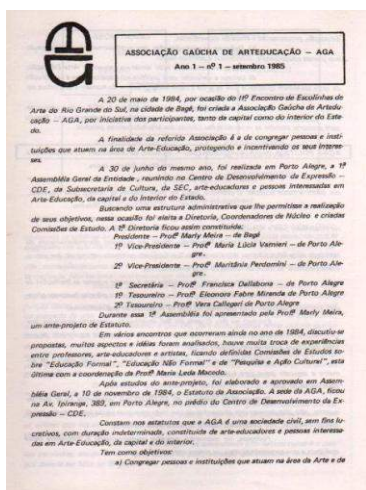 ASSOCIAÇÃO GAÚCHA DE ARTEDUCAÇÃO – AGA
Ano 1 – nº 1 – setembro 1985
A 20 de maio de 1984, por ocasião do IIº Encontro de Escolinhas de
Arte do Rio Grande do Sul, na cidade de Bagé, foi criada a Associação Gaúcha de Artedu-
cação – AGA, por iniciativa dos participantes, tanto da capital como do interior do Esta-
do.
A finalidade da referida Associação é a de congregar pessoas e insti-
tuições que atuam na área de Arte-Educação, protegendo e incentivando os seus interes-
ses.
A 30 de junho do mesmo ano, foi realizada em Porto Alegre, a 1ª
Assembléia Geral da Entidade, reunindo no Centro de Desenvolvimento da Expressão –
CDE, da Subsecretaria de Cultura, da SEC, arte-educadores e pessoas interessadas em
Arte-Educação, da capital e do interior do Estado.
Buscando uma estrutura administrativa que lhe permitisse a realização
de seus objetivos, nessa ocasião foi eleita a Diretoria, Coordenadores de Núcleo e criadas
Comissões de Estudo. A 1ª Diretoria ficou assim constituída:
Presidente – Profª Marly Meira – de Bagé
1º Vice-Presidente – Profª Maria Lúcia Varnieri – de Porto Ale-
gre.
2º Vice-Presidente – Profª Maritânia Perdomini – de Porto Ale-
gre.
1ª Secretária – Profª Francisca Dallabona – de Porto Alegre
1º Tesoureiro – Profª Eleonora Fabre Miranda de Porto Alegre
2º Tesoureiro – Profª Vera Callegari de Porto Alegre
Durante essa 1ª Assembléia foi apresentado pela Profª Marly Meira,
um ante-projeto de Estatuto.
Em vários encontros que ocorreram ainda no ano de 1984, discutiu-se
propostas, muitos aspectos e idéias foram analisados, houve muita troca de experiências
entre professores, arte-educadores e artistas, ficando definidas Comissões de Estudos so-
bre "Educação Formal". "Educação Não Formal" e de "Pesquisa e Ação Cultural", esta
última com a coordenação da Profª Maria Leda Macedo.
Após estudos do ante-projeto, foi elaborado e aprovado em Assem-
bléia Geral, a 10 de novembro de 1984, o Estatuto da Associação. A sede da AGA, ficou
na Av. Ipiranga, 389, em Porto Alegre, no prédio do Centro de Desenvolvimento da Ex-
pressão – CDE.
Constam nos estatutos que a AGA é uma sociedade civil, sem fins lu-
crativos, com duração indeterminada, constituída de arte-educadores e pessoas interessa-
das em Arte-Educação, da capital e do interior.
Tem como objetivos:
a) Congregar pessoas e instituições que atuam na área da Arte e de